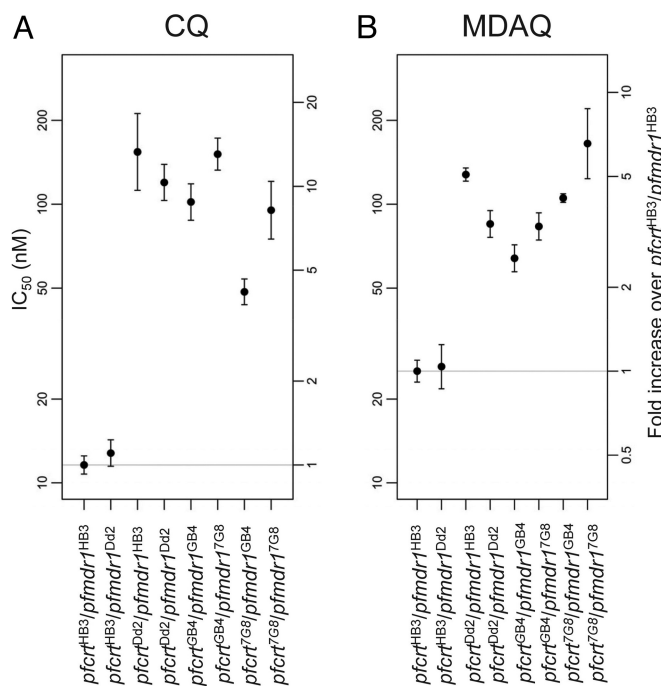 A CQ
B MDAQ
IC₅₀ (nM)
200
100
50
20
10
20
10
5
2
1
pfcrtᴴᴮ³/pfmdr1ᴴᴮ³
pfcrtᴴᴮ³/pfmdr1ᴰᵈ²
pfcrtᴰᵈ²/pfmdr1ᴴᴮ³
pfcrtᴰᵈ²/pfmdr1ᴰᵈ²
pfcrtᴳᴮ⁴/pfmdr1ᴳᴮ⁴
pfcrtᴳᴮ⁴/pfmdr1⁷ᴳ⁸
pfcrt⁷ᴳ⁸/pfmdr1ᴳᴮ⁴
pfcrt⁷ᴳ⁸/pfmdr1⁷ᴳ⁸
200
100
50
20
10
10
5
2
1
0.5
Fold increase over pfcrtᴴᴮ³/pfmdr1ᴴᴮ³
pfcrtᴴᴮ³/pfmdr1ᴴᴮ³
pfcrtᴴᴮ³/pfmdr1ᴰᵈ²
pfcrtᴰᵈ²/pfmdr1ᴴᴮ³
pfcrtᴰᵈ²/pfmdr1ᴰᵈ²
pfcrtᴳᴮ⁴/pfmdr1ᴳᴮ⁴
pfcrtᴳᴮ⁴/pfmdr1⁷ᴳ⁸
pfcrt⁷ᴳ⁸/pfmdr1ᴳᴮ⁴
pfcrt⁷ᴳ⁸/pfmdr1⁷ᴳ⁸